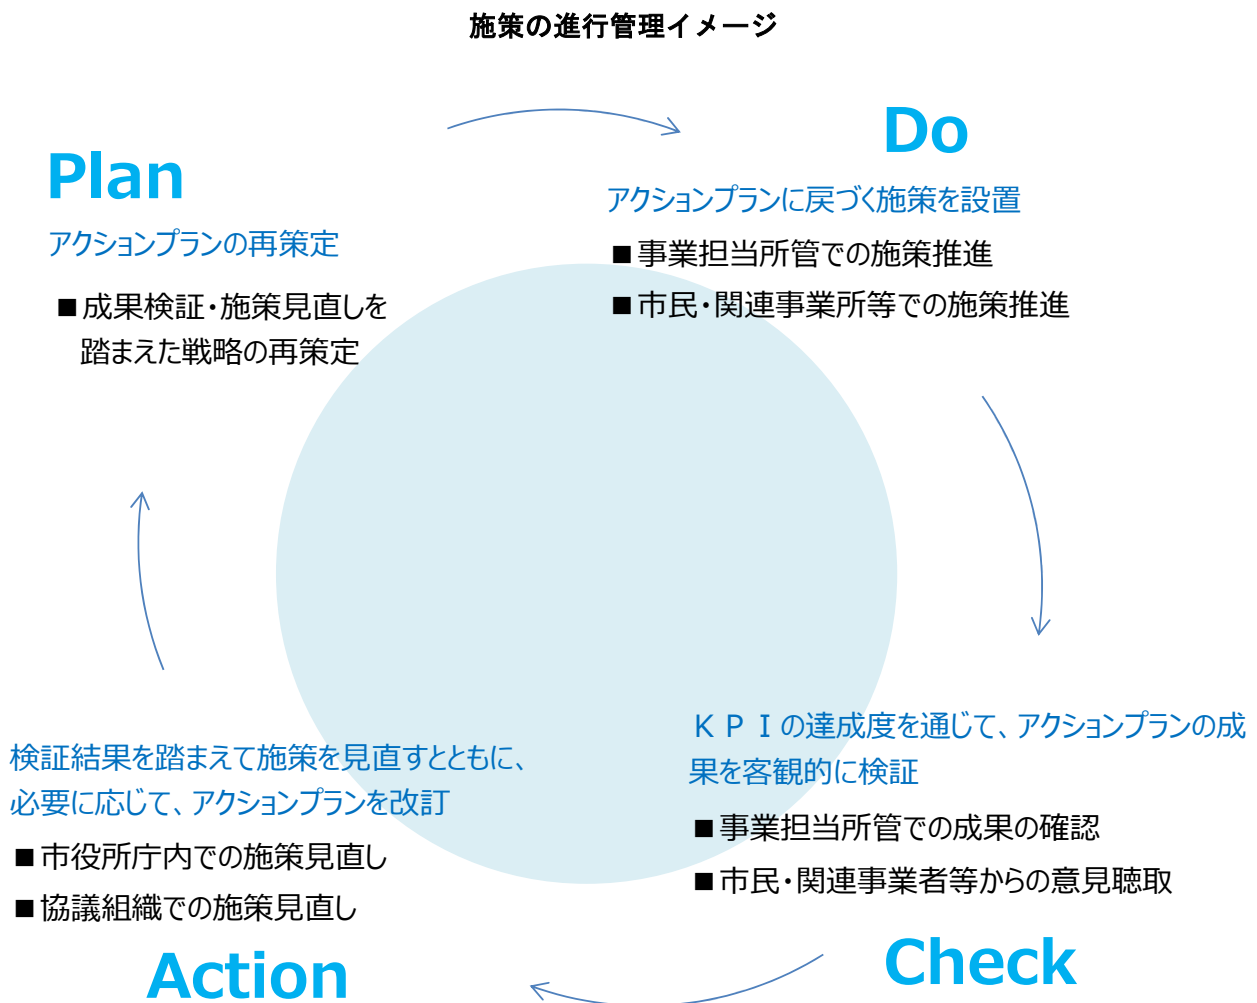 施策の進行管理イメージ
Plan
アクションプランの再策定
■成果検証・施策見直しを
踏まえた戦略の再策定
Do
アクションプランに戻づく施策を設置
■事業担当所管での施策推進
■市民・関連事業所等での施策推進
ＫＰＩの達成度を通じて、アクションプランの成
果を客観的に検証
■事業担当所管での成果の確認
■市民・関連事業者等からの意見聴取
Check
検証結果を踏まえて施策を見直すとともに、
必要に応じて、アクションプランを改訂
■市役所庁内での施策見直し
■協議組織での施策見直し
Action